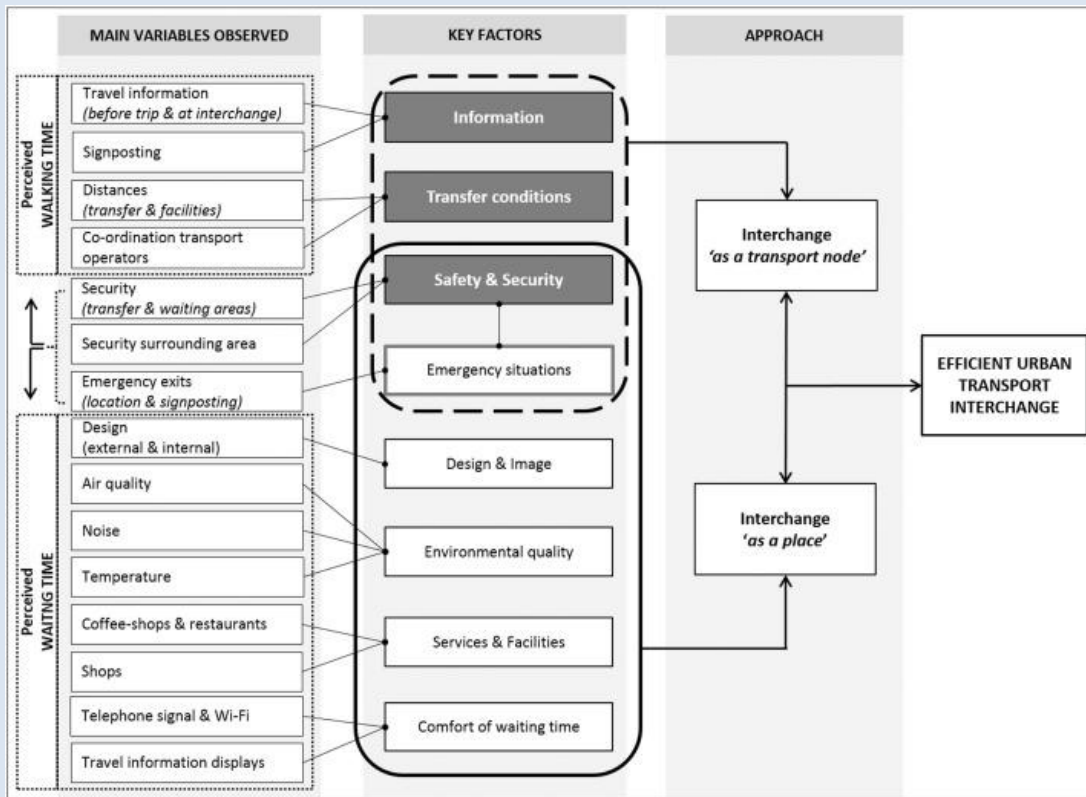 MAIN VARIABLES OBSERVED
KEY FACTORS
APPROACH
Perceived
WALKING TIME
Travel information
(before trip & at interchange)
Signposting
Distances
(transfer & facilities)
Co-ordination transport
operators
Security
(transfer & waiting areas)
Security surrounding area
Emergency exits
(location & signposting)
Perceived
WAITNG TIME
Design
(external & internal)
Air quality
Noise
Temperature
Coffee-shops & restaurants
Shops
Telephone signal & Wi-Fi
Travel information displays
Information
Transfer conditions
Safety & Security
Emergency situations
Design & Image
Environmental quality
Services & Facilities
Comfort of waiting time
Interchange
'as a transport node'
Interchange
'as a place'
EFFICIENT URBAN
TRANSPORT
INTERCHANGE